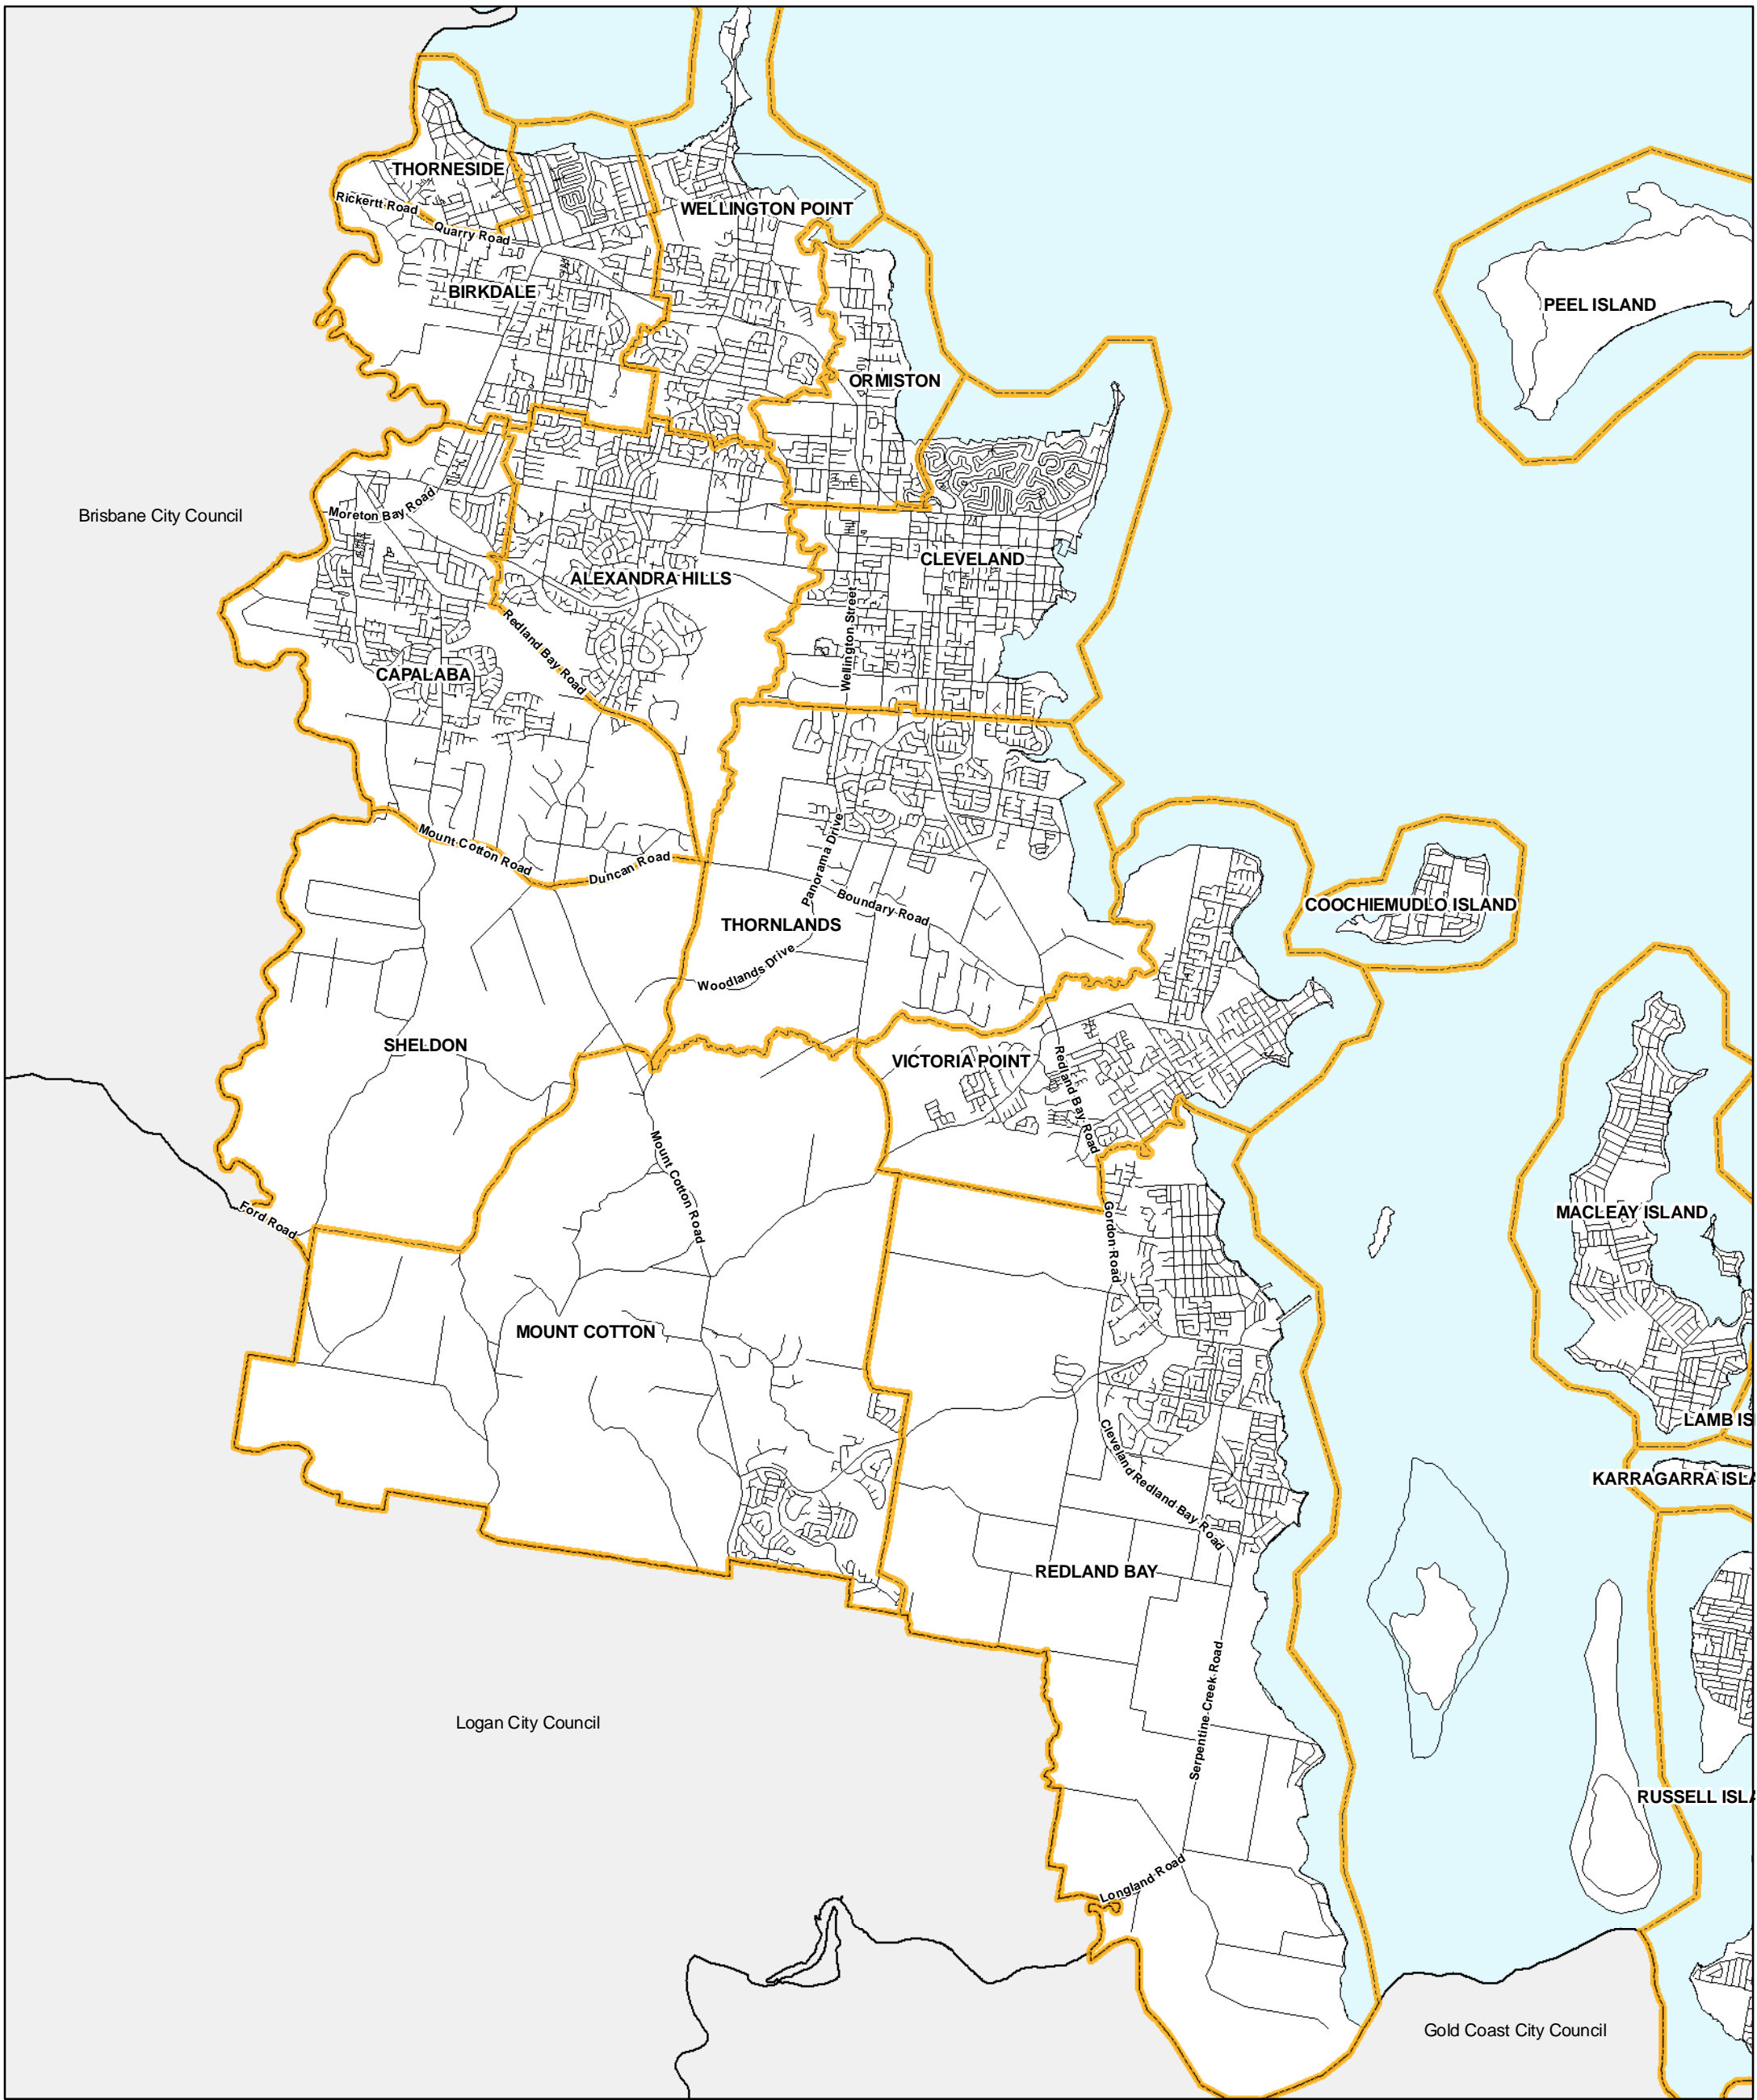 THORNESIDE
Rickertt Road
WELLINGTON POINT
Quarry Road
BIRKDALE
PEEL ISLAND
ORMISTON
Moreton Bay Road
Brisbane City Council
CLEVELAND
ALEXANDRA HILLS
Wellington Street
Redland Bay Road
CAPALABA
Mount Cotton Road
Duncan Road
Panorama Drive
Boundary Road
COOCHIEMUDLO ISLAND
THORNLANDS
Woodlands Drive
SHELDON
VICTORIA POINT
Redland Bay Road
Mount Cotton Road
MACLEAY ISLAND
Ford Road
Gordon Road
MOUNT COTTON
LAMB IS
Cleveland Redland Bay Road
KARRAGARRA ISLA
REDLAND BAY
Serpentine Creek Road
Logan City Council
RUSSELL ISLA
Longland Road
Gold Coast City Council